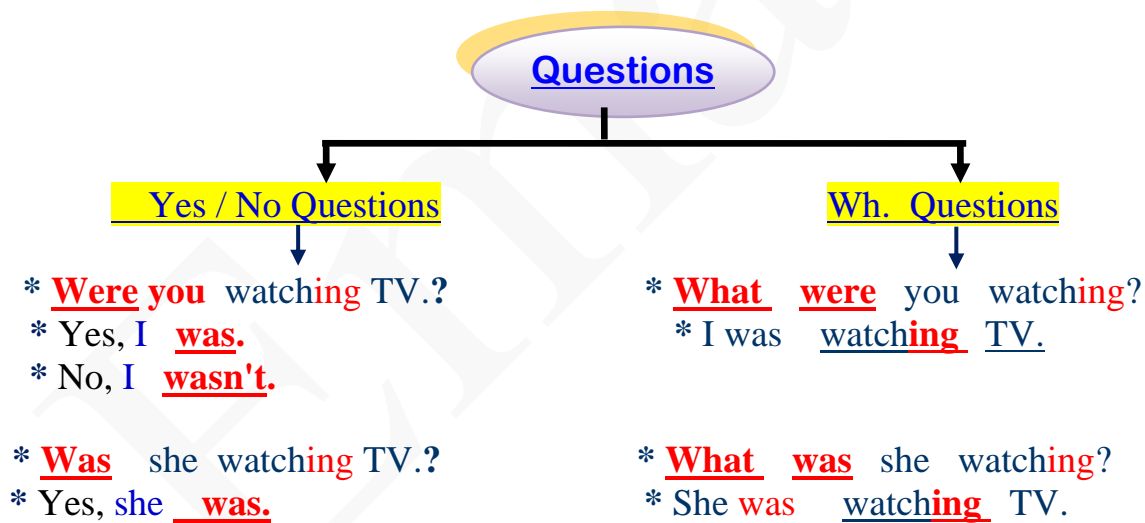 Questions
Yes / No Questions
* Were you watching TV.?
* Yes, I was.
* No, I wasn't.
* Was she watching TV.?
* Yes, she was.
Wh. Questions
* What were you watching?
* I was watching TV.
* What was she watching?
* She was watching TV.